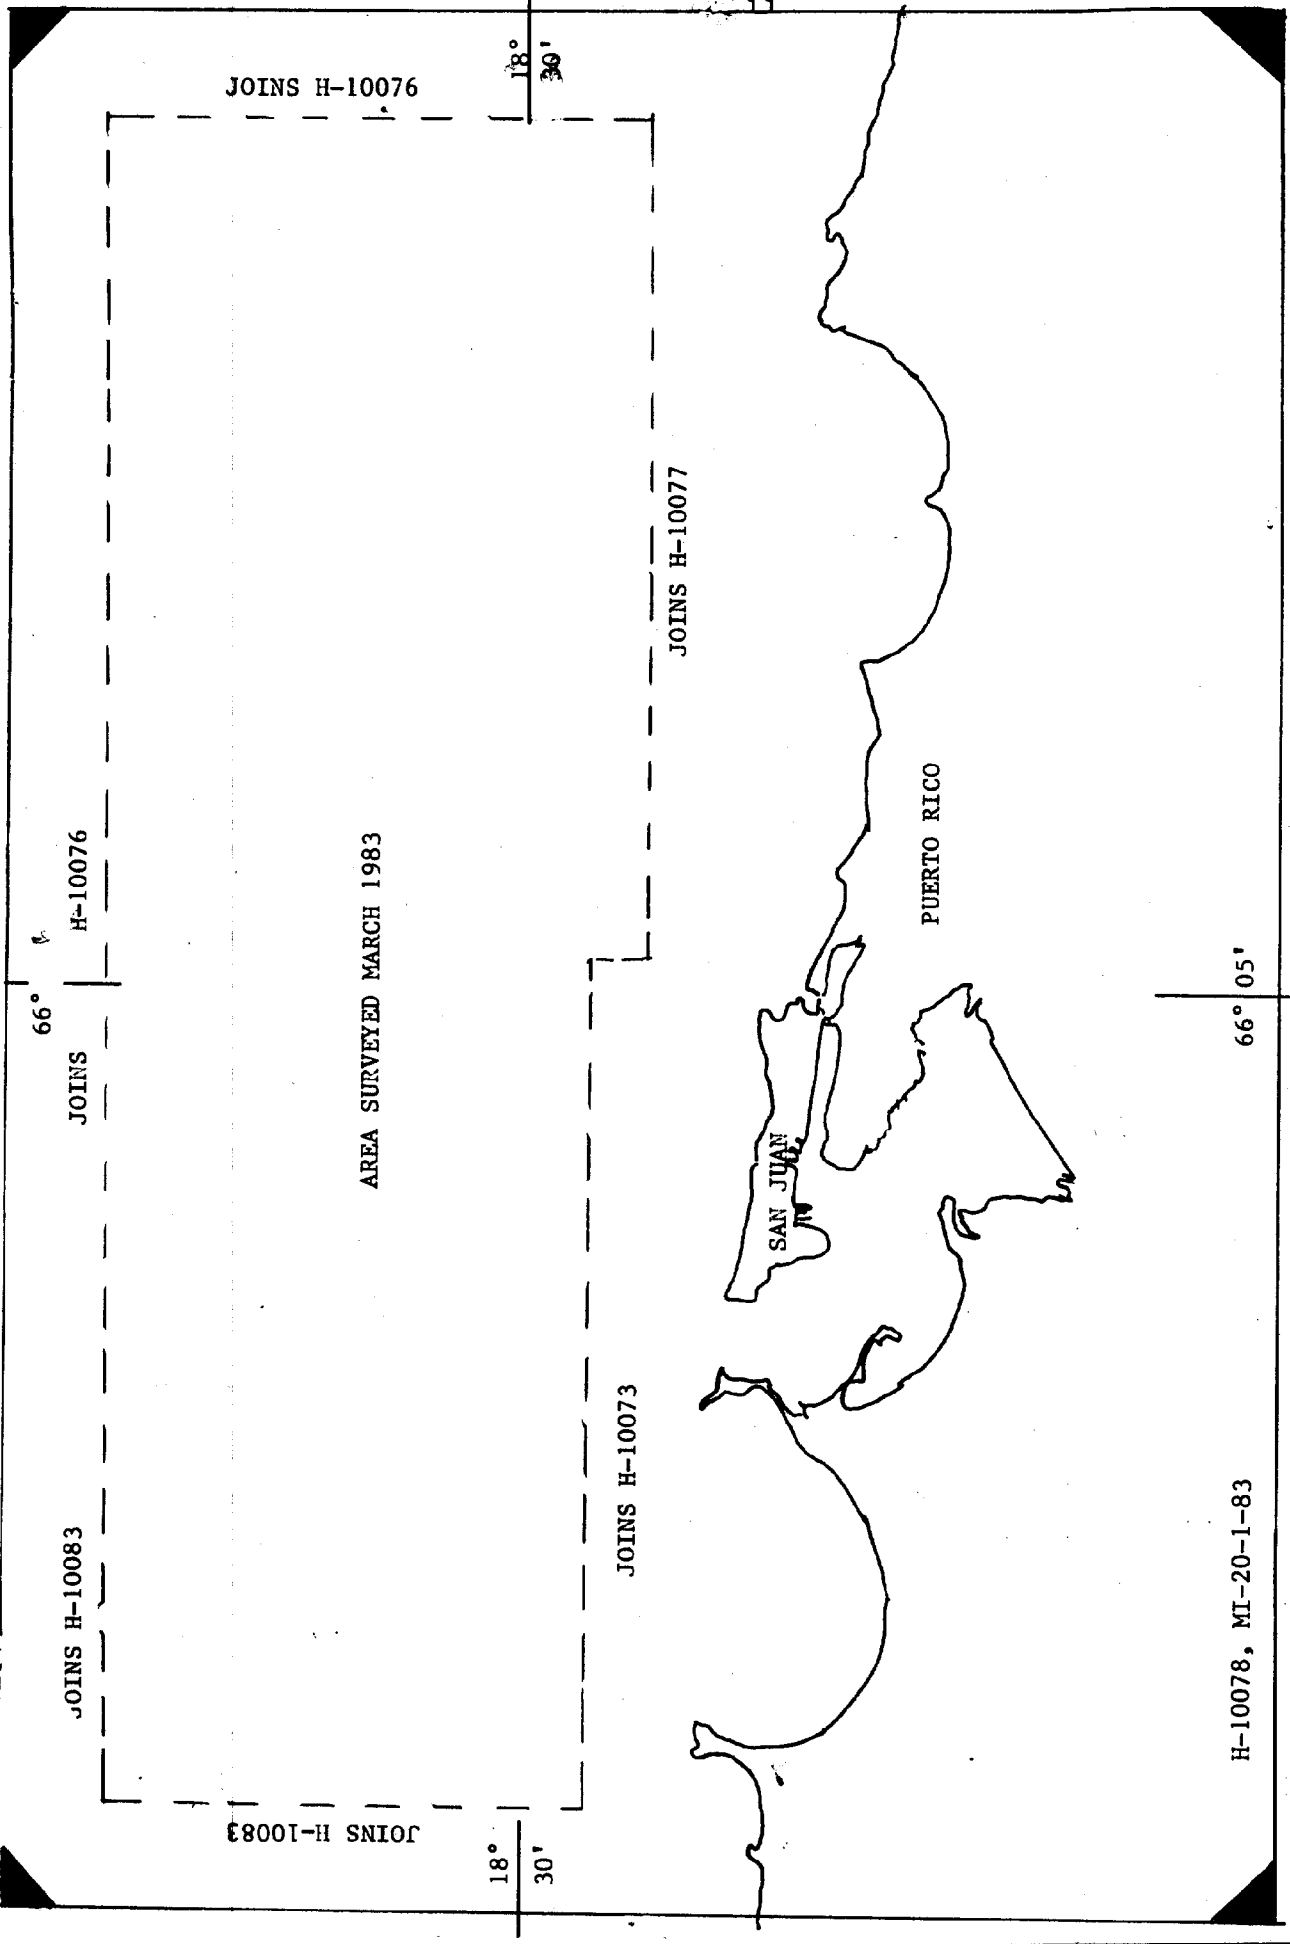 JOINS H-10076
18°
30'
66°
JOINS H-10076
JOINS H-10083
AREA SURVEYED MARCH 1983
JOINS H-10077
JOINS H-10073
JOINS H-10083
18°
30'
SAN JUAN
PUERTO RICO
66° 05'
H-10078, MI-20-1-83